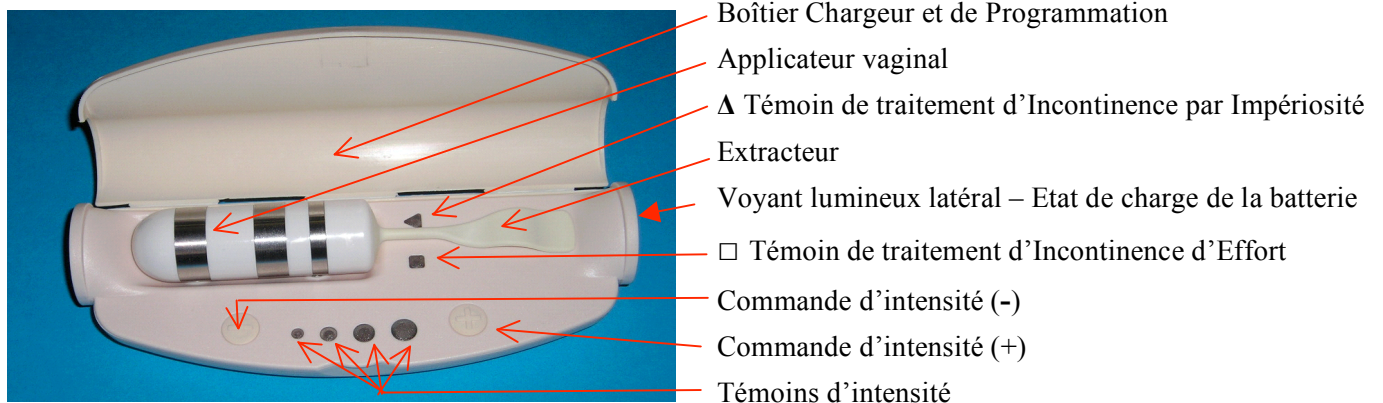 Boîtier Chargeur et de Programmation
Applicateur vaginal
Δ Témoin de traitement d’Incontinence par Impériosité
Extracteur
Voyant lumineux latéral – Etat de charge de la batterie
□ Témoin de traitement d’Incontinence d’Effort
Commande d’intensité (-)
Commande d’intensité (+)
Témoins d’intensité